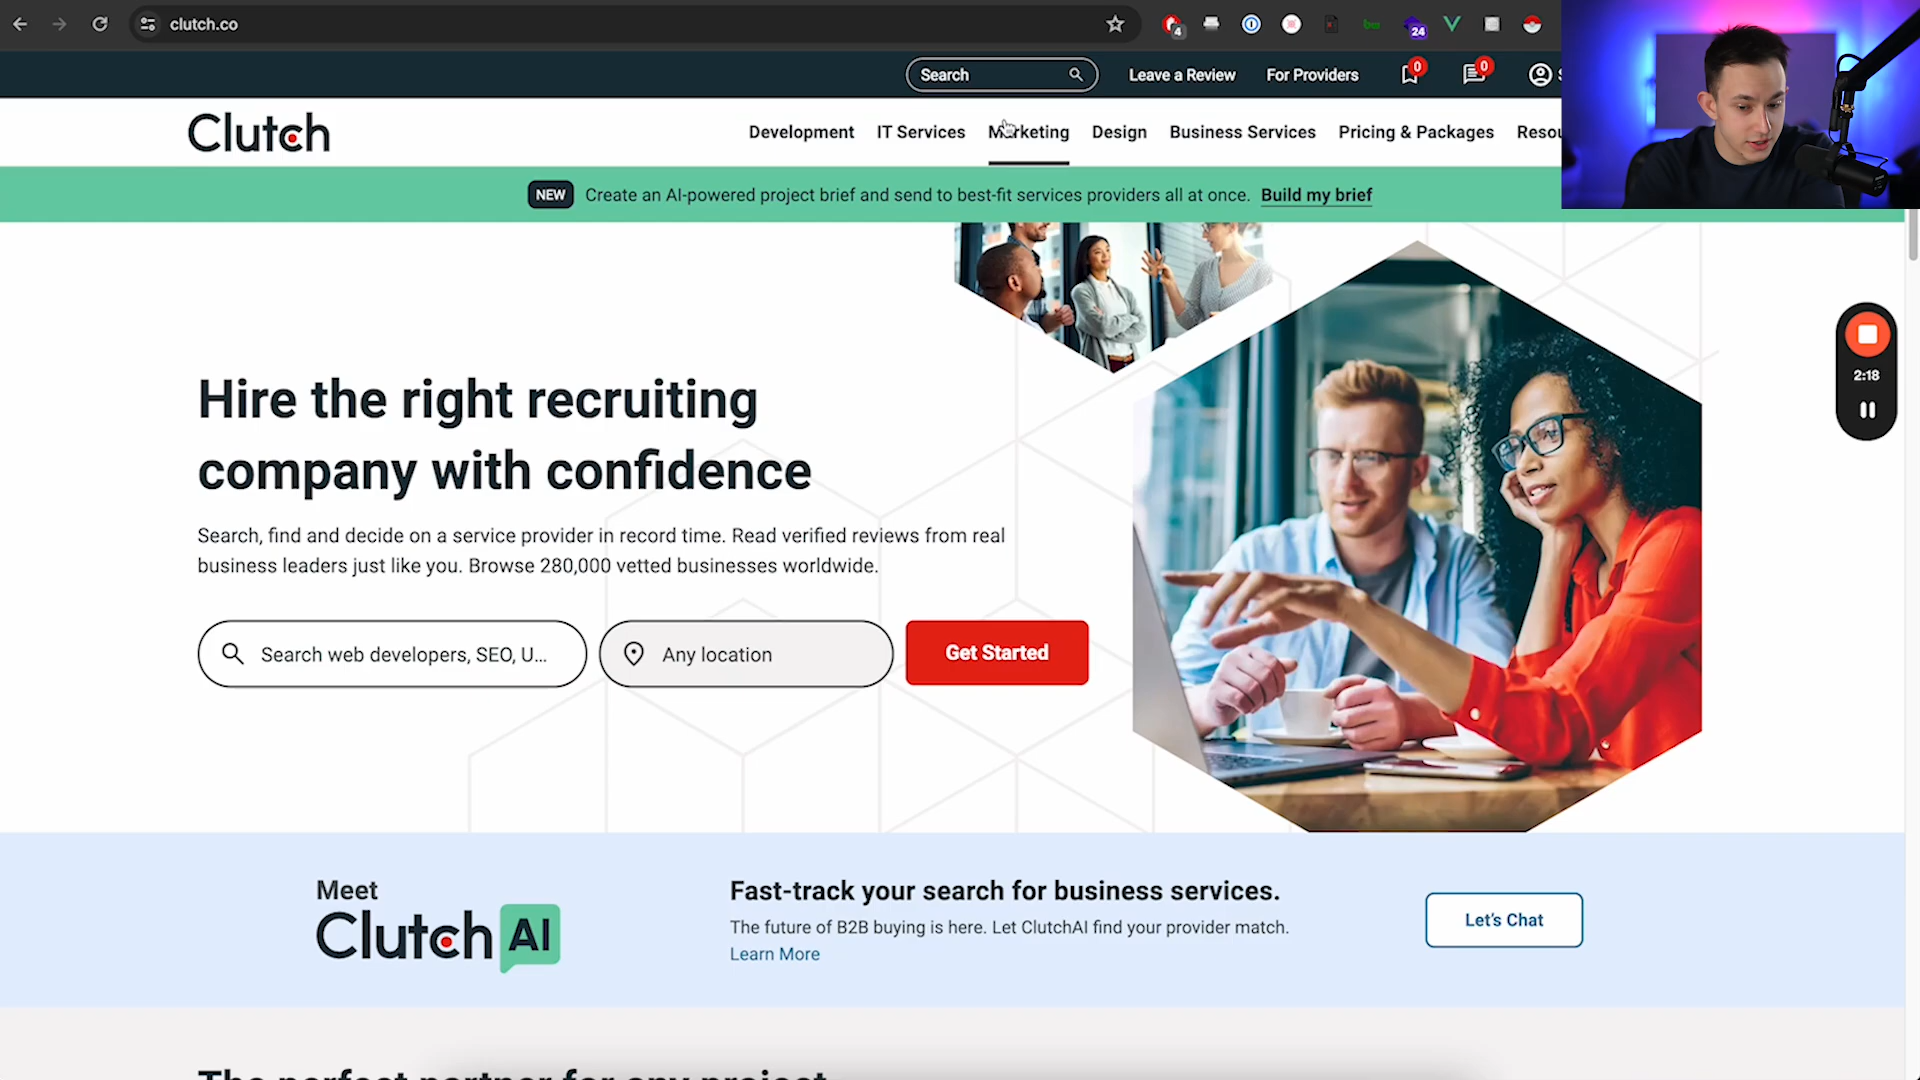 clutch.co
4
24
Search
Leave a Review
For Providers
0
0
Clutch
Development
IT Services
Marketing
Design
Business Services
Pricing & Packages
NEW
Create an AI-powered project brief and send to best-fit services providers all at once. Build my brief
Hire the right recruiting
company with confidence
Search, find and decide on a service provider in record time. Read verified reviews from real
business leaders just like you. Browse 280,000 vetted businesses worldwide.
Search web developers, SEO, U...
Any location
Get Started
2:18
Meet
Clutch AI
Fast-track your search for business services.
The future of B2B buying is here. Let ClutchAI find your provider match.
Learn More
Let's Chat
The perfect partner for any project